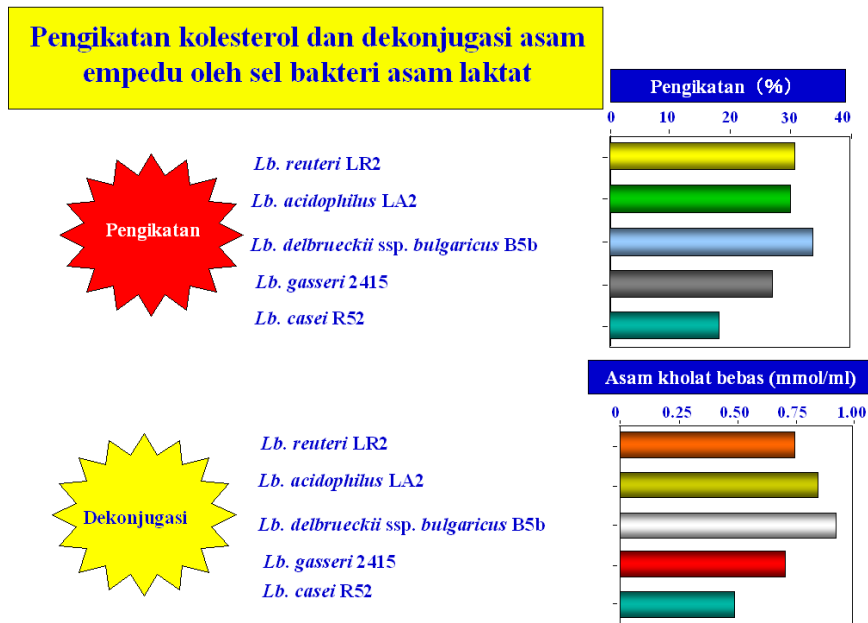 Pengikatan kolesterol dan dekonjugasi asam
empedu oleh sel bakteri asam laktat
Pengikatan (%)
0 10 20 30 40
Pengikatan
Lb. reuteri LR2
Lb. acidophilus LA2
Lb. delbrueckii ssp. bulgaricus B5b
Lb. gasseri 2415
Lb. casei R52
Asam kholat bebas (mmol/ml)
0 0.25 0.50 0.75 1.00
Dekonjugasi
Lb. reuteri LR2
Lb. acidophilus LA2
Lb. delbrueckii ssp. bulgaricus B5b
Lb. gasseri 2415
Lb. casei R52